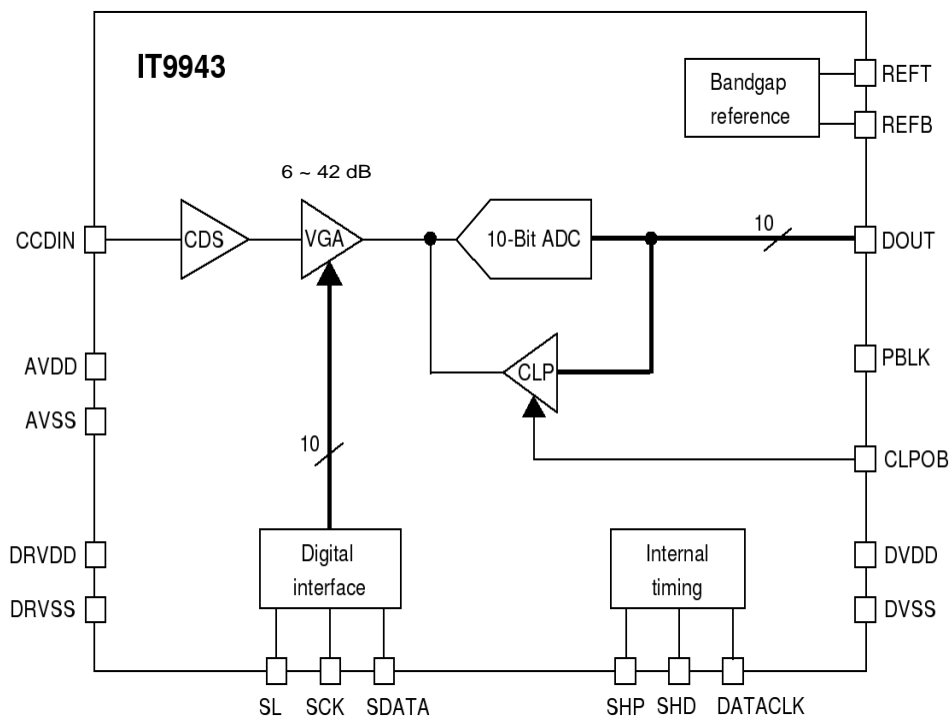 IT9943
Bandgap
reference
REFT
REFB
6 ~ 42 dB
CCDIN
CDS
VGA
10-Bit ADC
10
DOUT
AVDD
AVSS
CLP
PBLK
10
CLPOB
DRVDD
DRVSS
Digital
interface
Internal
timing
DVDD
DVSS
SL
SCK
SDATA
SHP
SHD
DATACLK